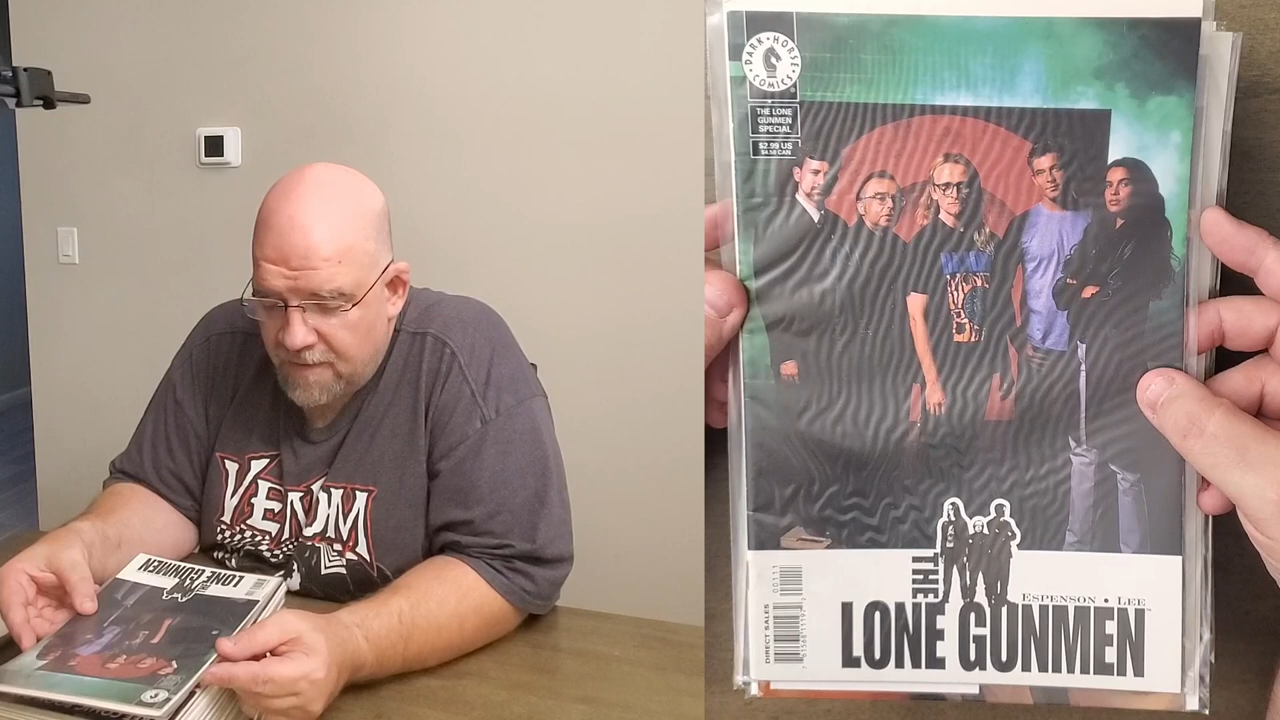 VENOM
LONE GUNMEN
DARK HORSE COMICS
THE LONE
GUNMEN
SPECIAL
$2.99 US
$4.50 CAN
DIRECT SALES
00111
THE
ESPENSON • LEE
LONE GUNMEN